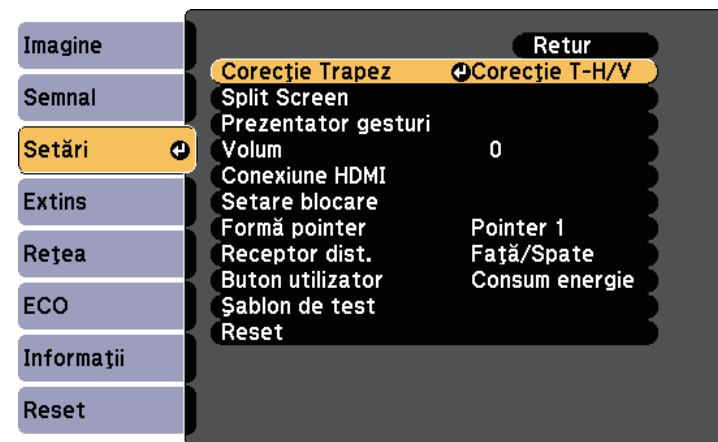 Imagine
Semnal
Setări
Extins
Reţea
ECO
Informaţii
Reset
Retur
Corecţie Trapez Corecţie T-H/V
Split Screen
Prezentator gesturi
Volum 0
Conexiune HDMI
Setare blocare
Formă pointer Pointer 1
Receptor dist. Faţă/Spate
Buton utilizator Consum energie
Şablon de test
Reset